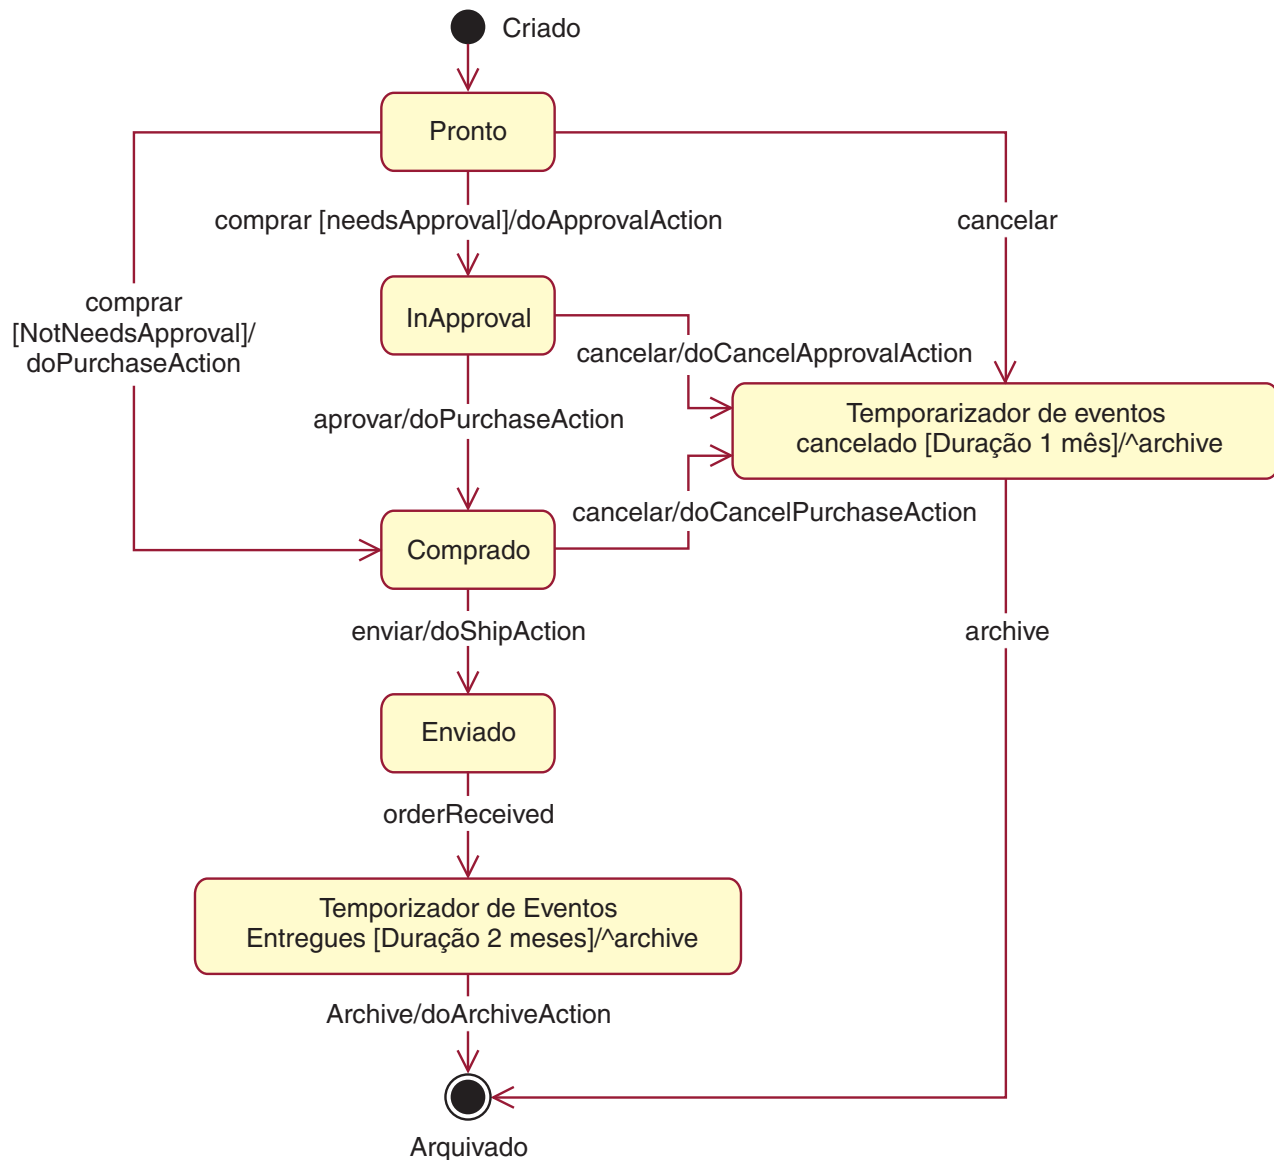 Criado
Pronto
comprar [needsApproval]/doApprovalAction
cancelar
comprar
[NotNeedsApproval]/
doPurchaseAction
InApproval
cancelar/doCancelApprovalAction
aprovar/doPurchaseAction
Temporarizador de eventos
cancelado [Duração 1 mês]/^archive
cancelar/doCancelPurchaseAction
Comprado
enviar/doShipAction
archive
Enviado
orderReceived
Temporizador de Eventos
Entregues [Duração 2 meses]/^archive
Archive/doArchiveAction
Arquivado